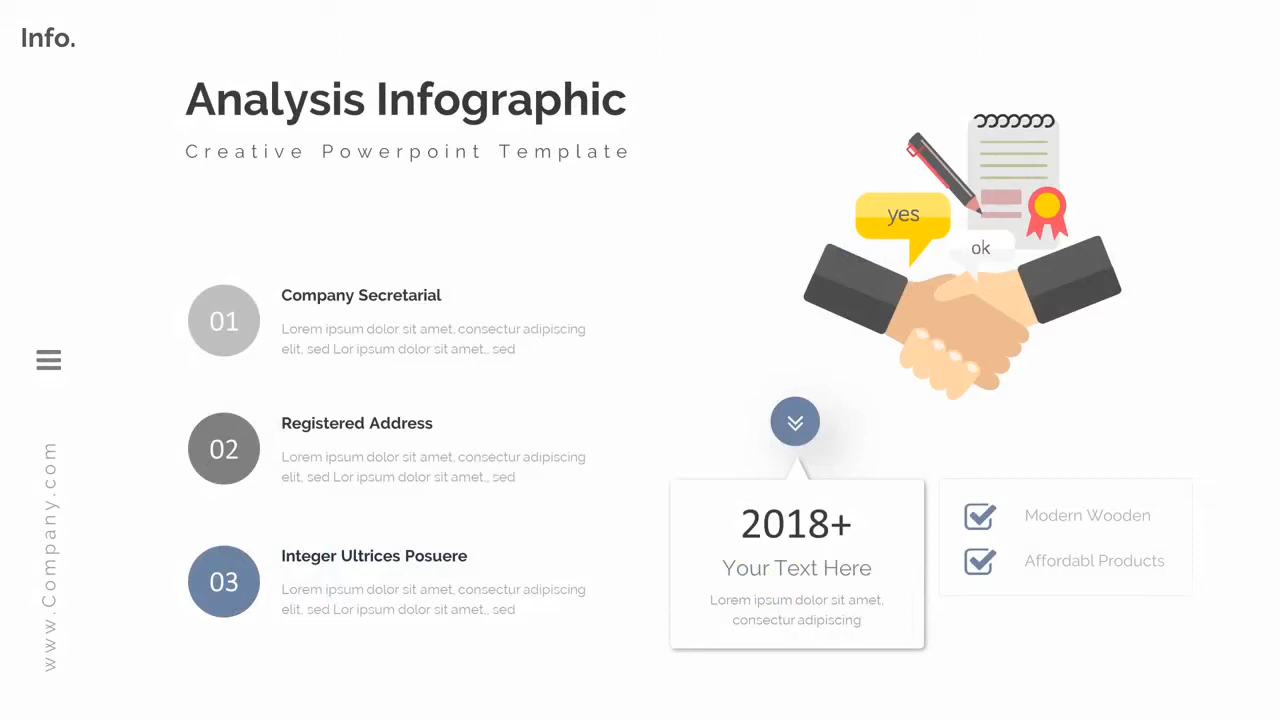 Info.
Analysis Infographic
Creative Powerpoint Template
yes
ok
01
Company Secretarial
Lorem ipsum dolor sit amet, consectur adipiscing
elit, sed Lor ipsum dolor sit amet,, sed
02
Registered Address
Lorem ipsum dolor sit amet, consectur adipiscing
elit, sed Lor ipsum dolor sit amet,, sed
03
Integer Ultrices Posuere
Lorem ipsum dolor sit amet, consectur adipiscing
elit, sed Lor ipsum dolor sit amet,, sed
www.Company.com
2018+
Your Text Here
Lorem ipsum dolor sit amet,
consectur adipiscing
Modern Wooden
Affordabl Products